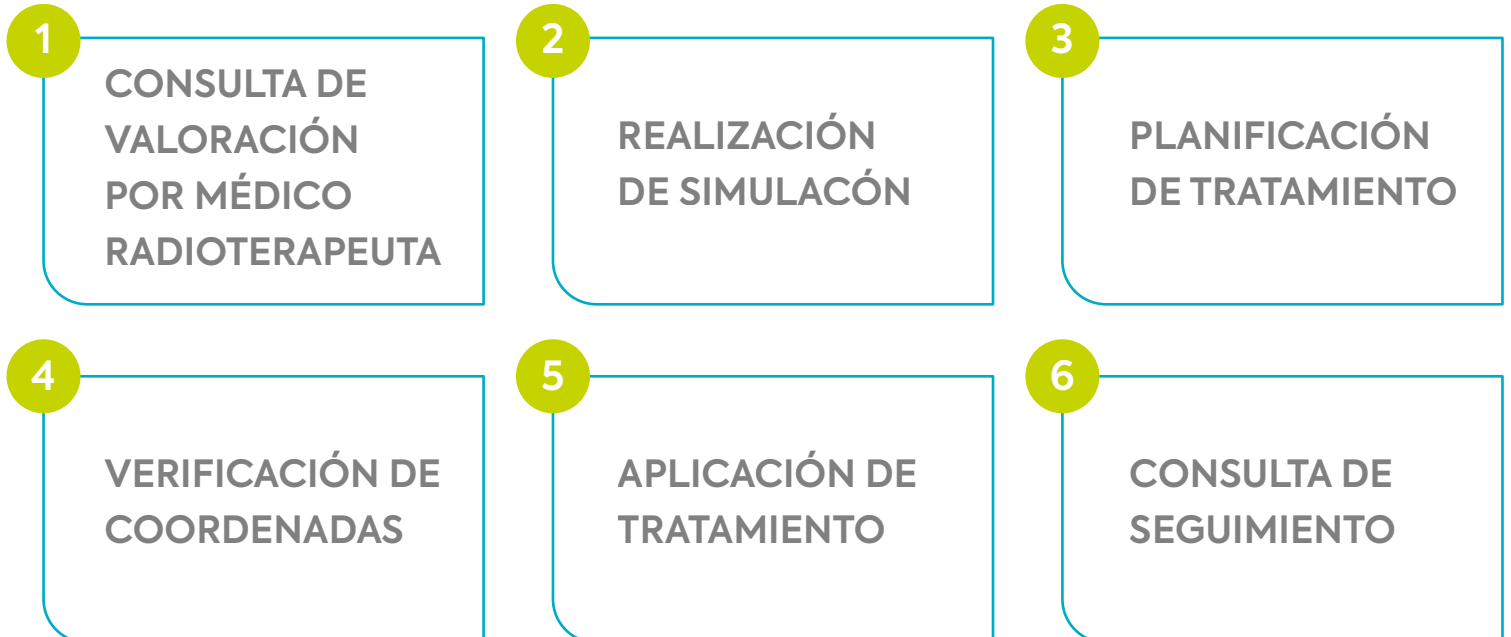 1
CONSULTA DE
VALORACIÓN
POR MÉDICO
RADIOTERAPEUTA
2
REALIZACIÓN
DE SIMULACÓN
3
PLANIFICACIÓN
DE TRATAMIENTO
4
VERIFICACIÓN DE
COORDENADAS
5
APLICACIÓN DE
TRATAMIENTO
6
CONSULTA DE
SEGUIMIENTO